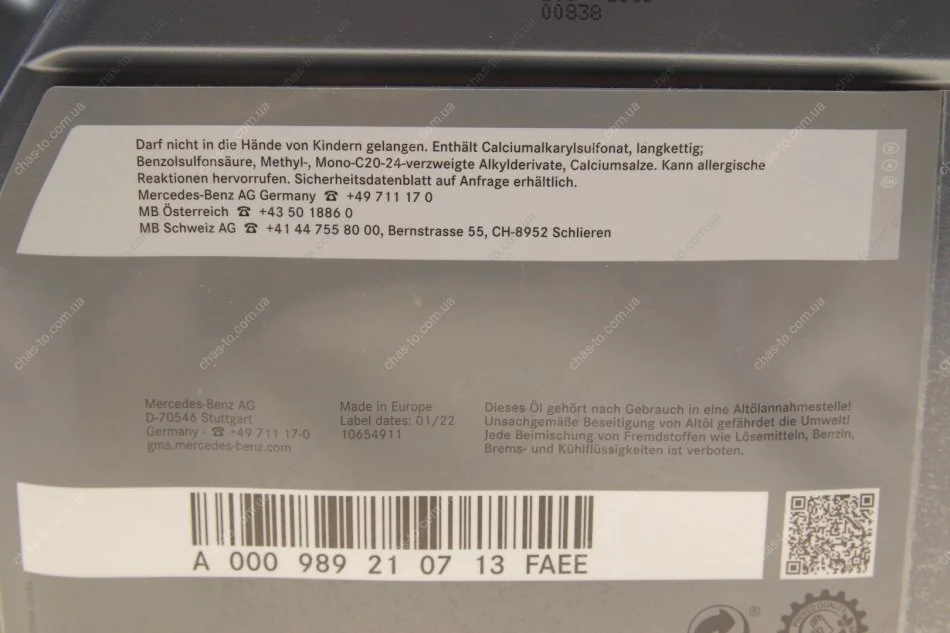 00838
Darf nicht in die Hände von Kindern gelangen. Enthält Calciumalkarylsulfonat, langkettig;
Benzolsulfonsäure, Methyl-, Mono-C20-24-verzweigte Alkylderivate, Calciumsalze. Kann allergische
Reaktionen hervorrufen. Sicherheitsdatenblatt auf Anfrage erhältlich.
Mercedes-Benz AG Germany ☎ +49 711 17 0
MB Österreich ☎ +43 50 1886 0
MB Schweiz AG ☎ +41 44 755 80 00, Bernstrasse 55, CH-8952 Schlieren
D
A
CH
Mercedes-Benz AG
D-70546 Stuttgart
Germany · ☎ +49 711 17-0
gms.mercedes-benz.com
Made in Europe
Label dates: 01/22
10654911
Dieses Öl gehört nach Gebrauch in eine Altölannahmestelle!
Unsachgemäße Beseitigung von Altöl gefährdet die Umwelt!
Jede Beimischung von Fremdstoffen wie Lösemitteln, Benzin,
Brems- und Kühlflüssigkeiten ist verboten.
A 000 989 21 07 13 FAEE
chas-to.com.ua